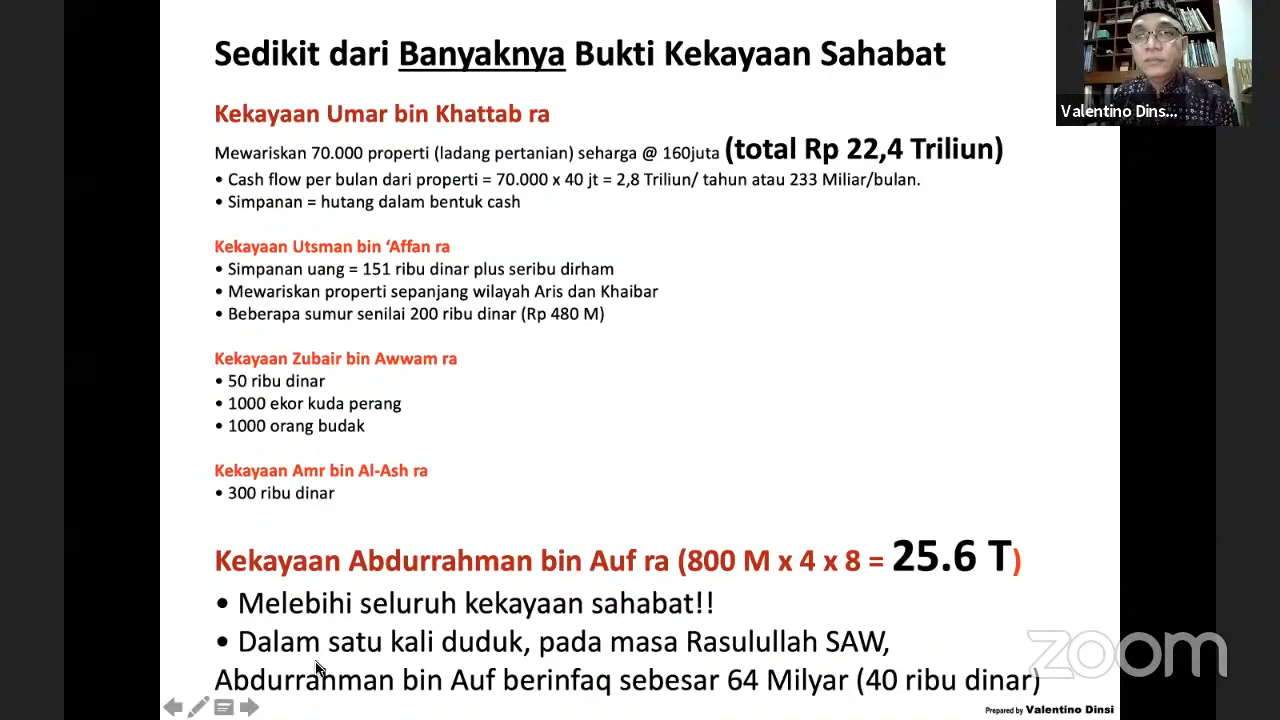 Sedikit dari Banyaknya Bukti Kekayaan Sahabat
Valentino Dins...
Kekayaan Umar bin Khattab ra
Mewariskan 70.000 properti (ladang pertanian) seharga @ 160juta (total Rp 22,4 Triliun)
• Cash flow per bulan dari properti = 70.000 x 40 jt = 2,8 Triliun/ tahun atau 233 Miliar/bulan.
• Simpanan = hutang dalam bentuk cash
Kekayaan Utsman bin ‘Affan ra
• Simpanan uang = 151 ribu dinar plus seribu dirham
• Mewariskan properti sepanjang wilayah Aris dan Khaibar
• Beberapa sumur senilai 200 ribu dinar (Rp 480 M)
Kekayaan Zubair bin Awwam ra
• 50 ribu dinar
• 1000 ekor kuda perang
• 1000 orang budak
Kekayaan Amr bin Al-Ash ra
• 300 ribu dinar
Kekayaan Abdurrahman bin Auf ra (800 M x 4 x 8 = 25.6 T)
• Melebihi seluruh kekayaan sahabat!!
• Dalam satu kali duduk, pada masa Rasulullah SAW,
Abdurrahman bin Auf berinfaq sebesar 64 Milyar (40 ribu dinar)
zoom
Prepared by Valentino Dinsi